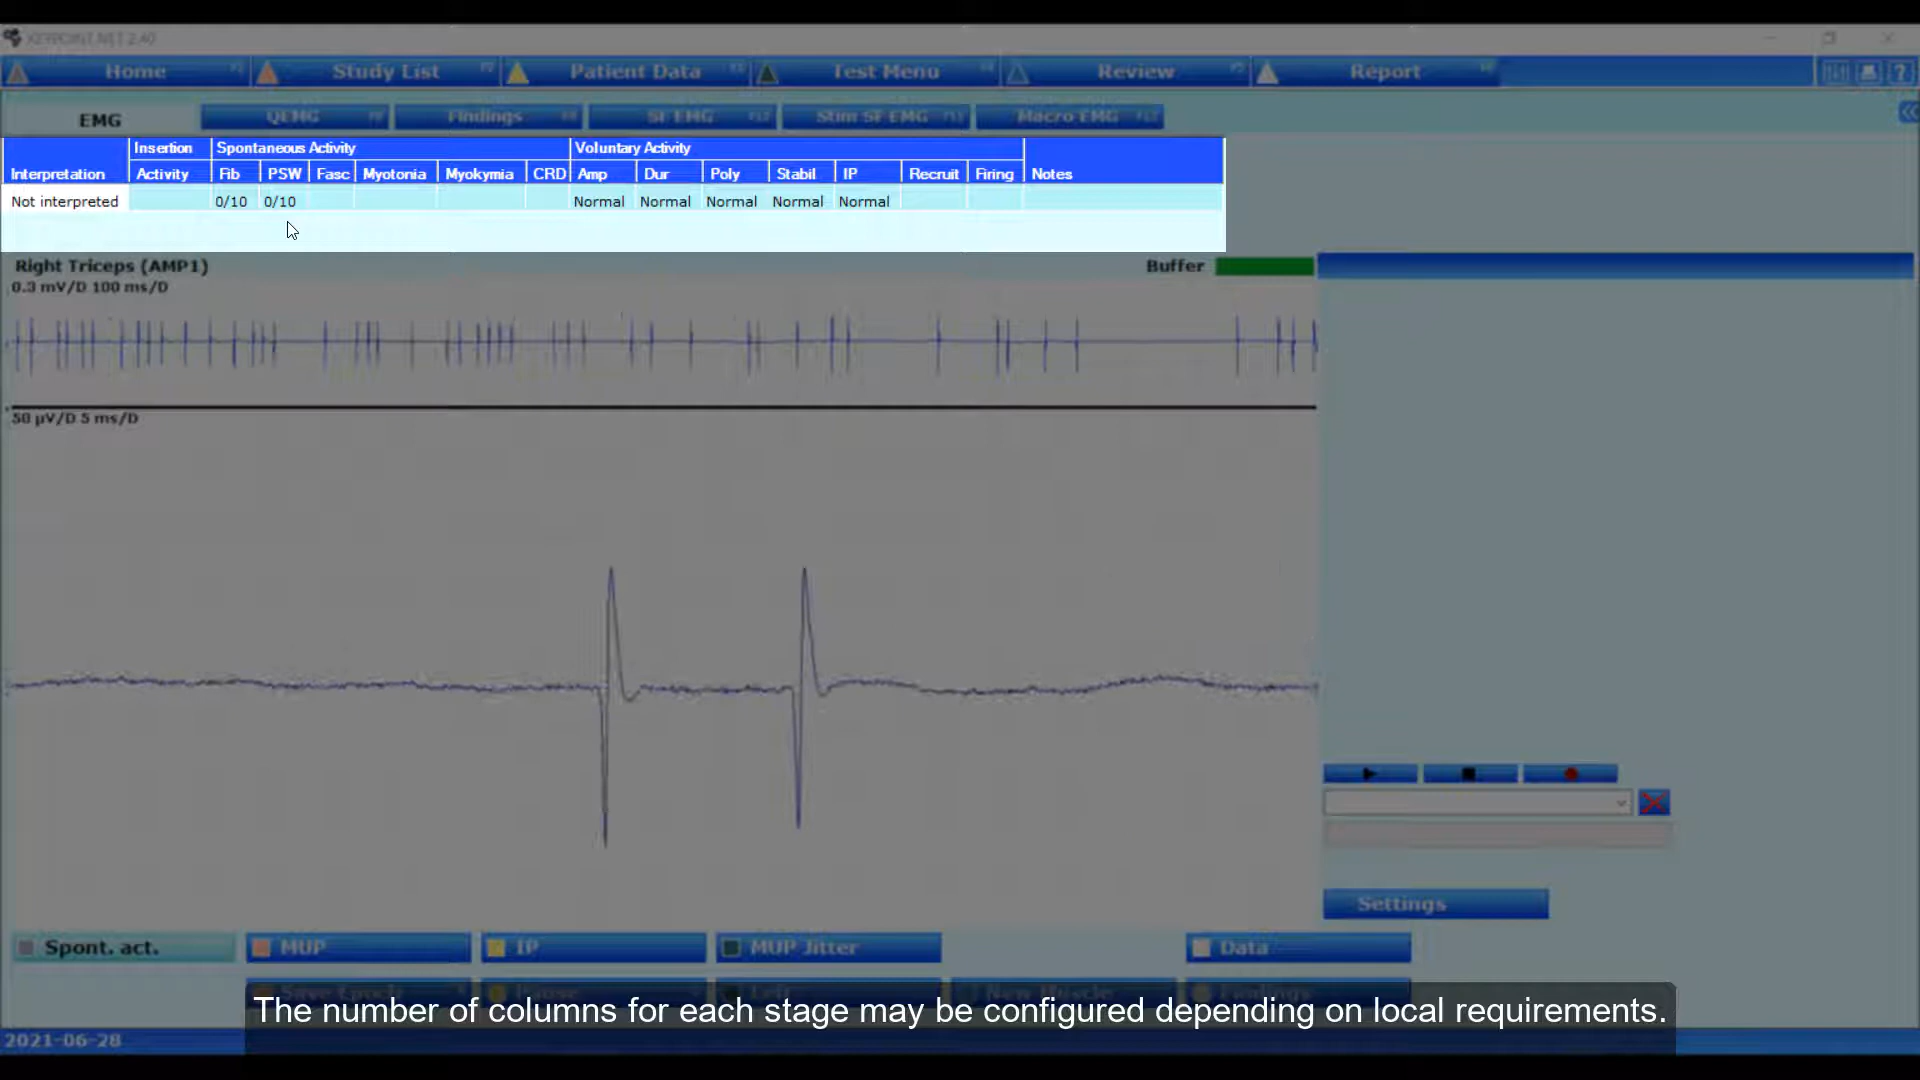 KEYPOINT.NET 2.40
Home Study List Patient Data Test Menu Review Report
EMG QEMG Findings SF EMG Stim SF EMG Macro EMG
Insertion Spontaneous Activity Voluntary Activity
Interpretation Activity Fib PSW Fasc Myotonia Myokymia CRD Amp Dur Poly Stabil IP Recruit Firing Notes
Not interpreted 0/10 0/10 Normal Normal Normal Normal Normal
Right Triceps (AMP1) Buffer
0.3 mV/D 100 ms/D
50 µV/D 5 ms/D
Settings
Spont. act. MUP IP MUP Jitter Data
The number of columns for each stage may be configured depending on local requirements.
2021-06-28